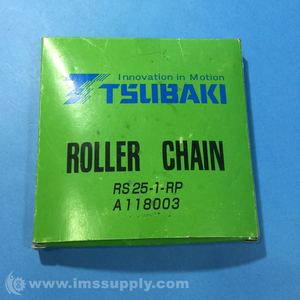 Innovation in Motion
TSUBAKI
ROLLER CHAIN
RS25-1-RP
A118003
www.imssupply.com